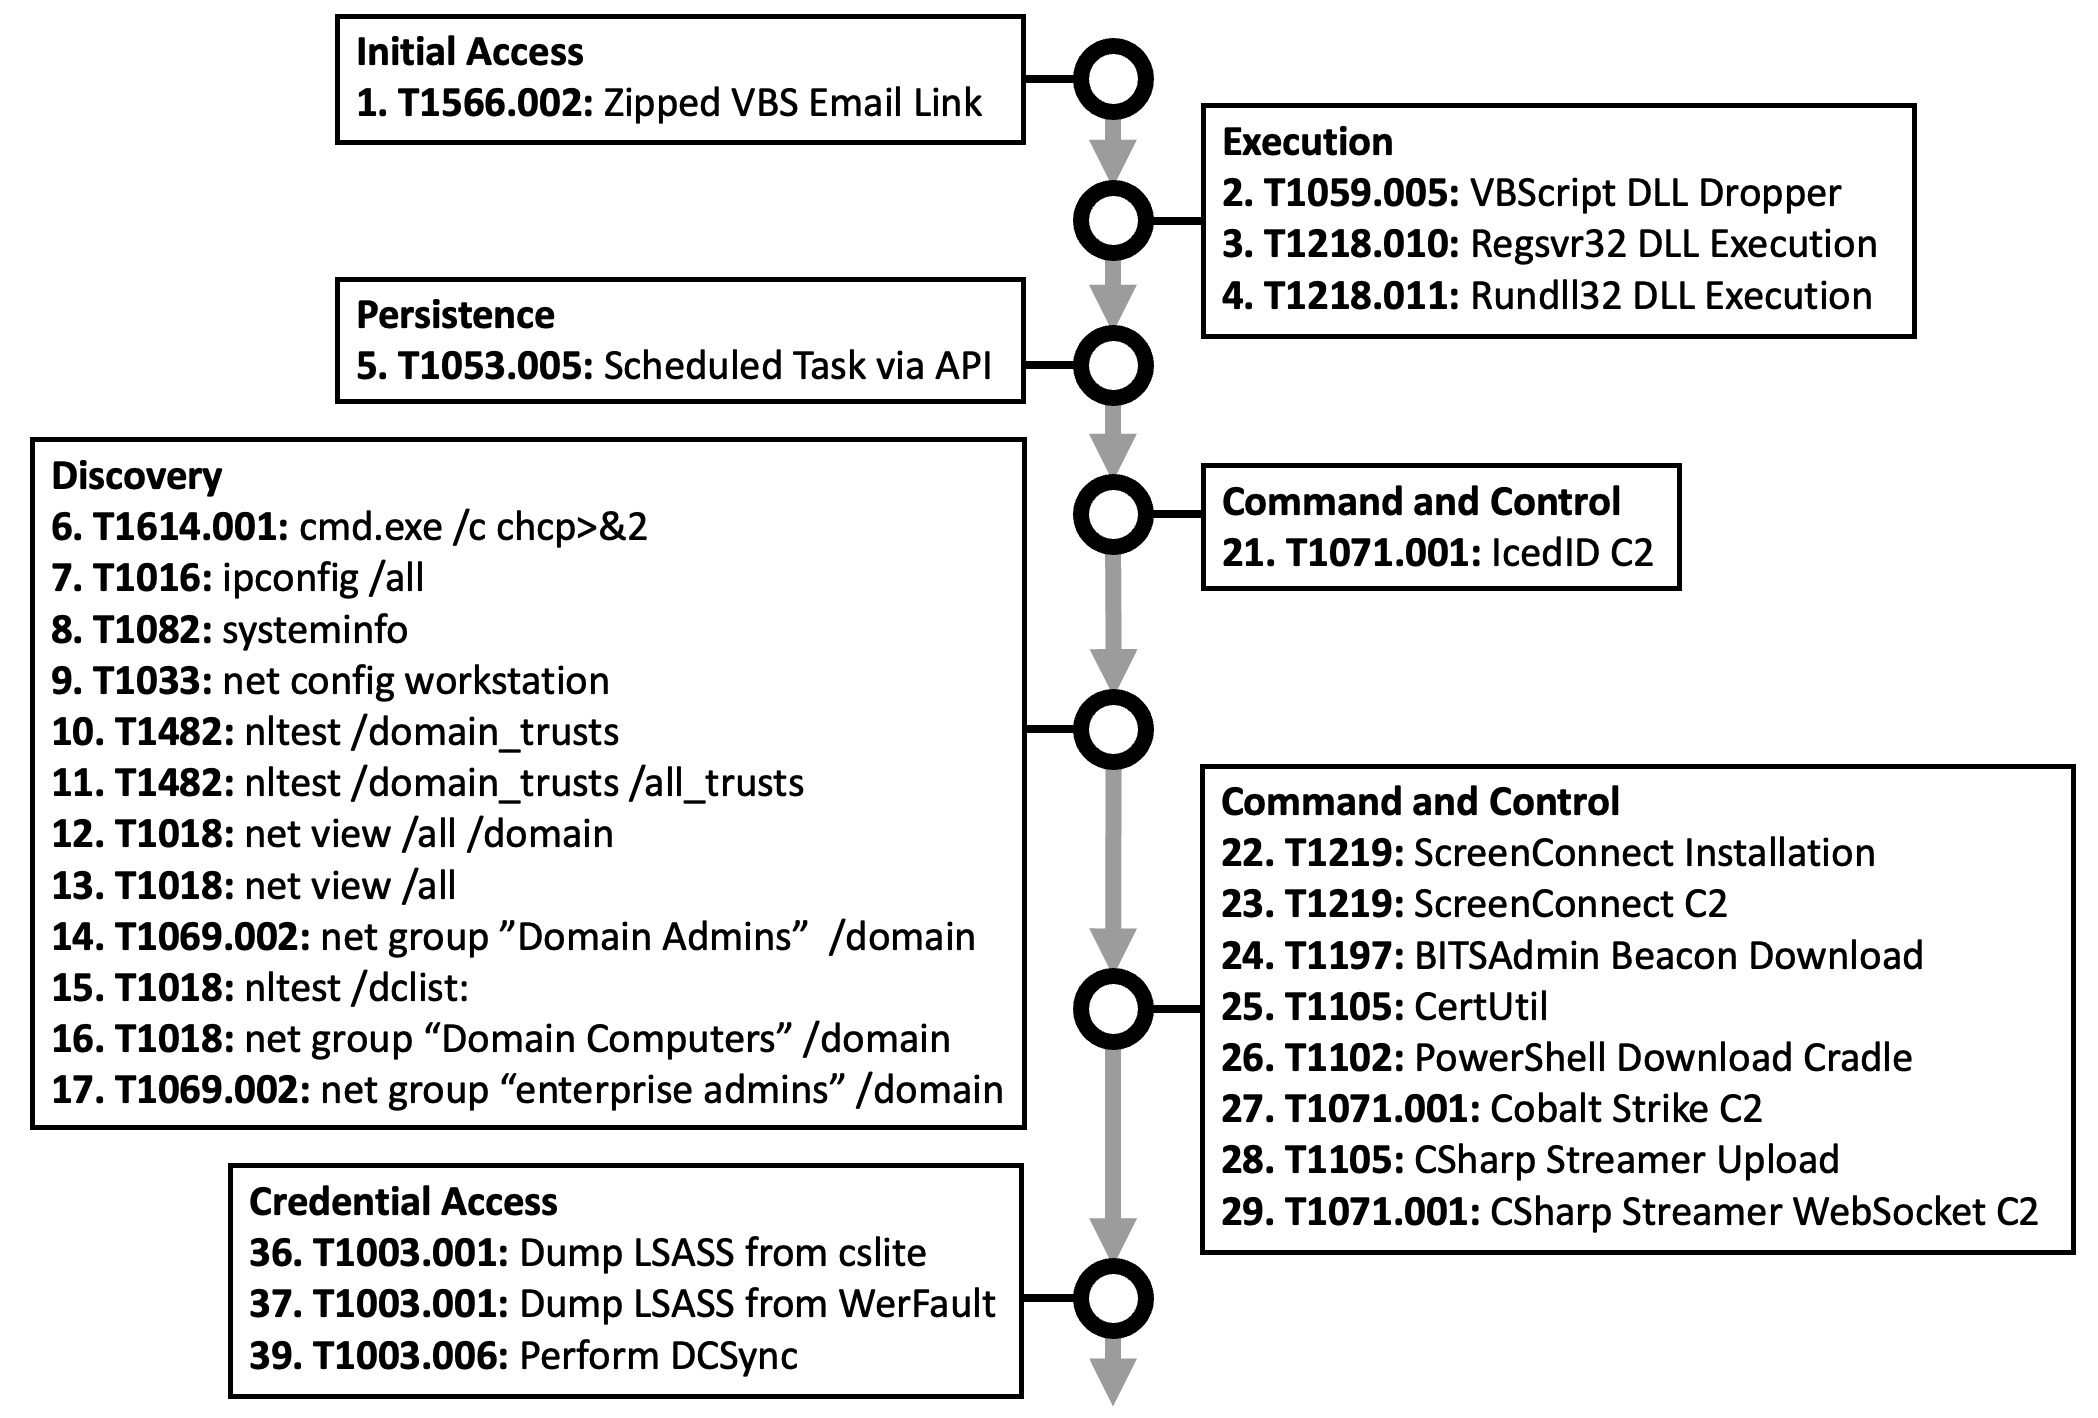 Initial Access
1. T1566.002: Zipped VBS Email Link
Execution
2. T1059.005: VBScript DLL Dropper
3. T1218.010: Regsvr32 DLL Execution
4. T1218.011: Rundll32 DLL Execution
Persistence
5. T1053.005: Scheduled Task via API
Command and Control
21. T1071.001: IcedID C2
Discovery
6. T1614.001: cmd.exe /c chcp>&2
7. T1016: ipconfig /all
8. T1082: systeminfo
9. T1033: net config workstation
10. T1482: nltest /domain_trusts
11. T1482: nltest /domain_trusts /all_trusts
12. T1018: net view /all /domain
13. T1018: net view /all
14. T1069.002: net group ”Domain Admins”  /domain
15. T1018: nltest /dclist:
16. T1018: net group “Domain Computers” /domain
17. T1069.002: net group “enterprise admins” /domain
Command and Control
22. T1219: ScreenConnect Installation
23. T1219: ScreenConnect C2
24. T1197: BITSAdmin Beacon Download
25. T1105: CertUtil
26. T1102: PowerShell Download Cradle
27. T1071.001: Cobalt Strike C2
28. T1105: CSharp Streamer Upload
29. T1071.001: CSharp Streamer WebSocket C2
Credential Access
36. T1003.001: Dump LSASS from cslite
37. T1003.001: Dump LSASS from WerFault
39. T1003.006: Perform DCSync